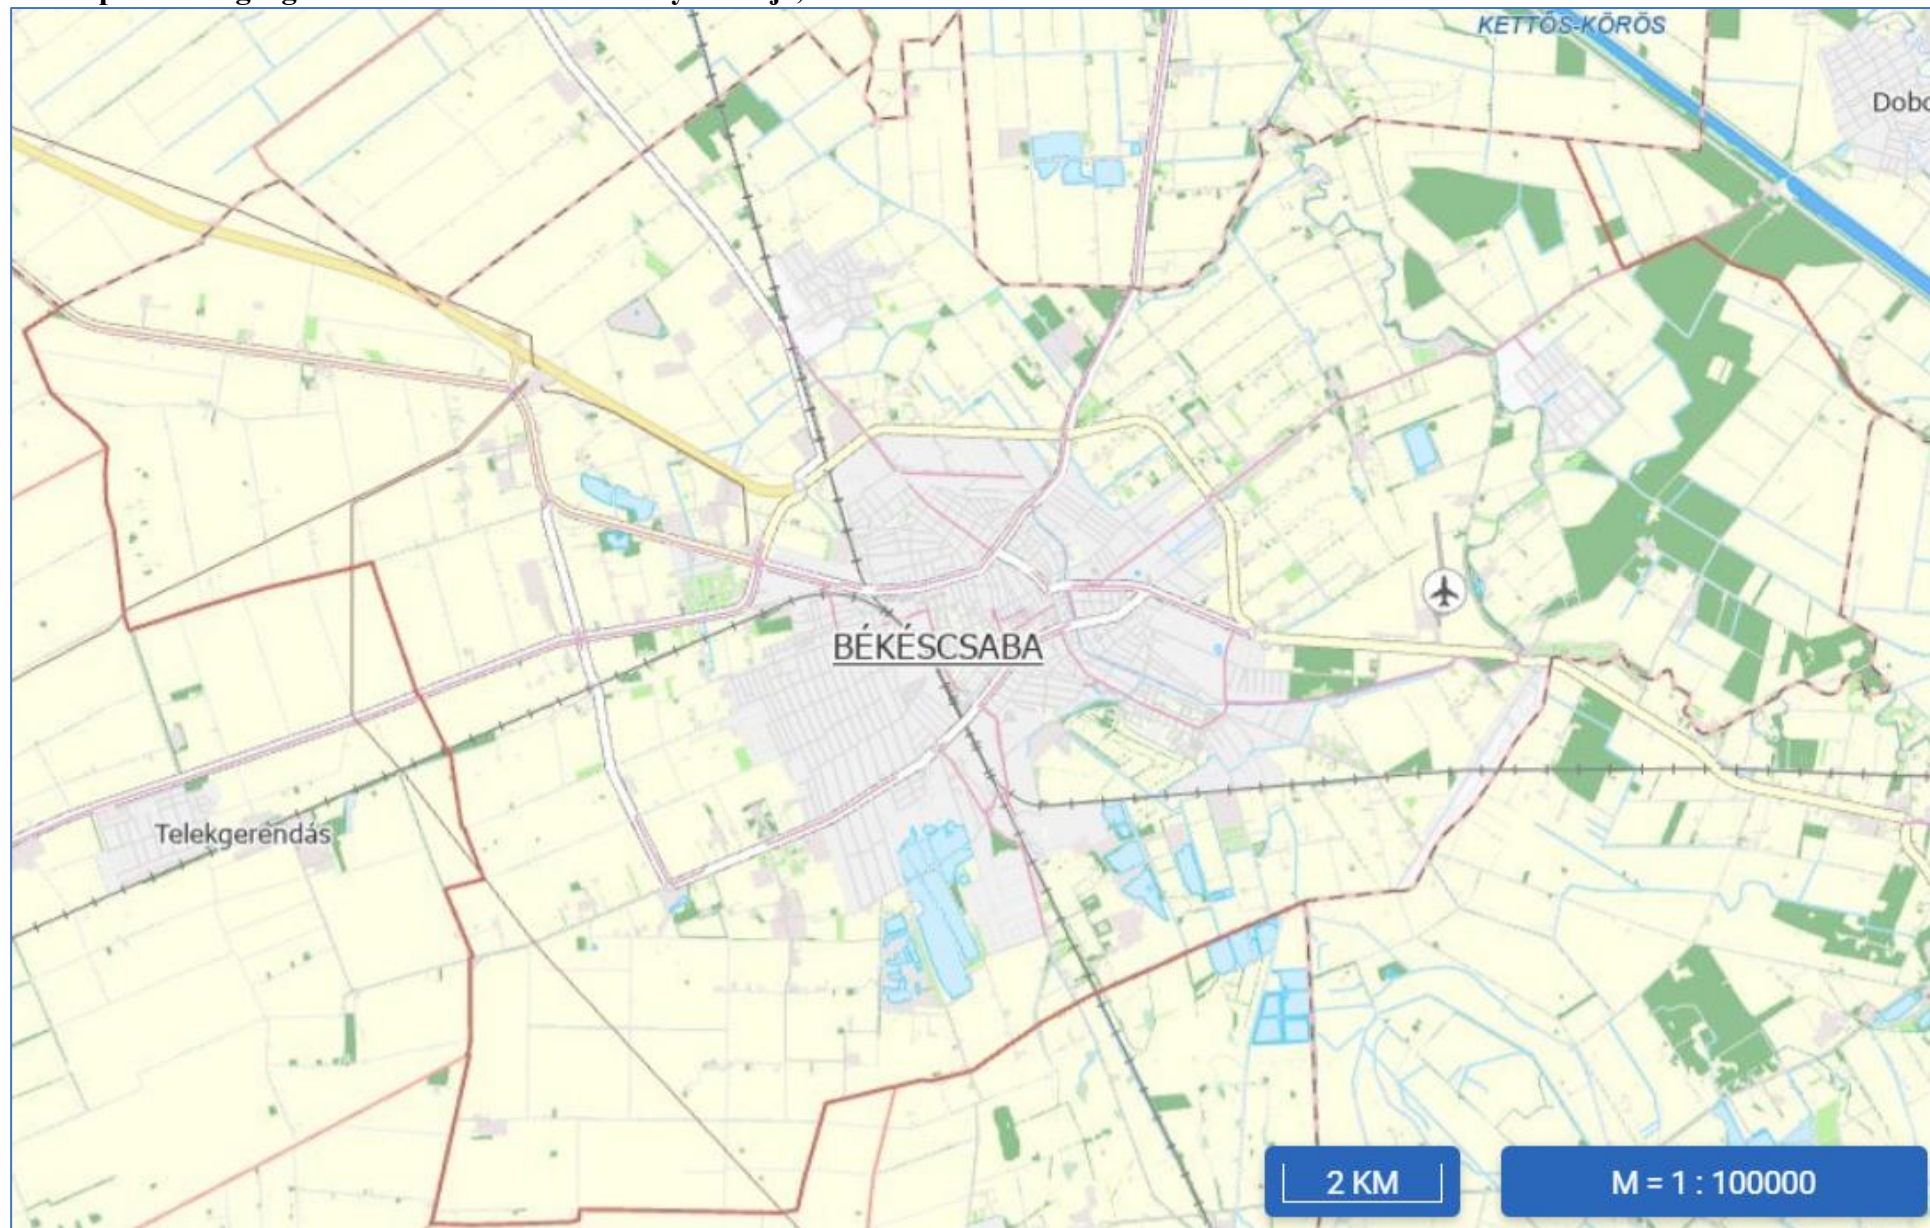 KETTŐS-KÖRÖS
Dobo
BÉKÉSCSABA
Telekgerendás
2 KM
M = 1 : 100000